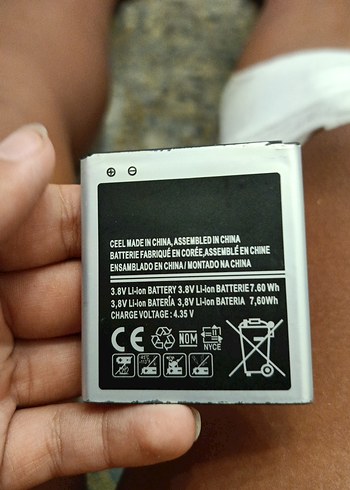 ⊕ ⊖
CEEL MADE IN CHINA, ASSEMBLED IN CHINA
BATTERIE FABRIQUÉ EN CORÉE,ASSEMBLÉ EN CHINE
ENSAMBLADO EN CHINA / MONTADO NA CHINA
3.8V Li-Ion BATTERY 3.8V Li-Ion BATTERIE 7.60 Wh
3,8V Li-Ion BATERÍA 3,8V Li-Ion BATERIA 7,60Wh
CHARGE VOLTAGE : 4.35 V
CE NOM NYCE